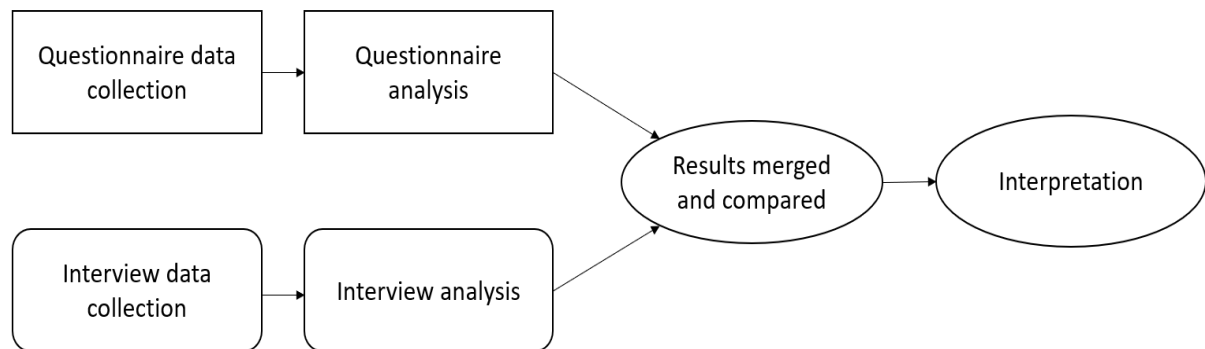 Questionnaire data
collection
Questionnaire
analysis
Results merged
and compared
Interpretation
Interview data
collection
Interview analysis